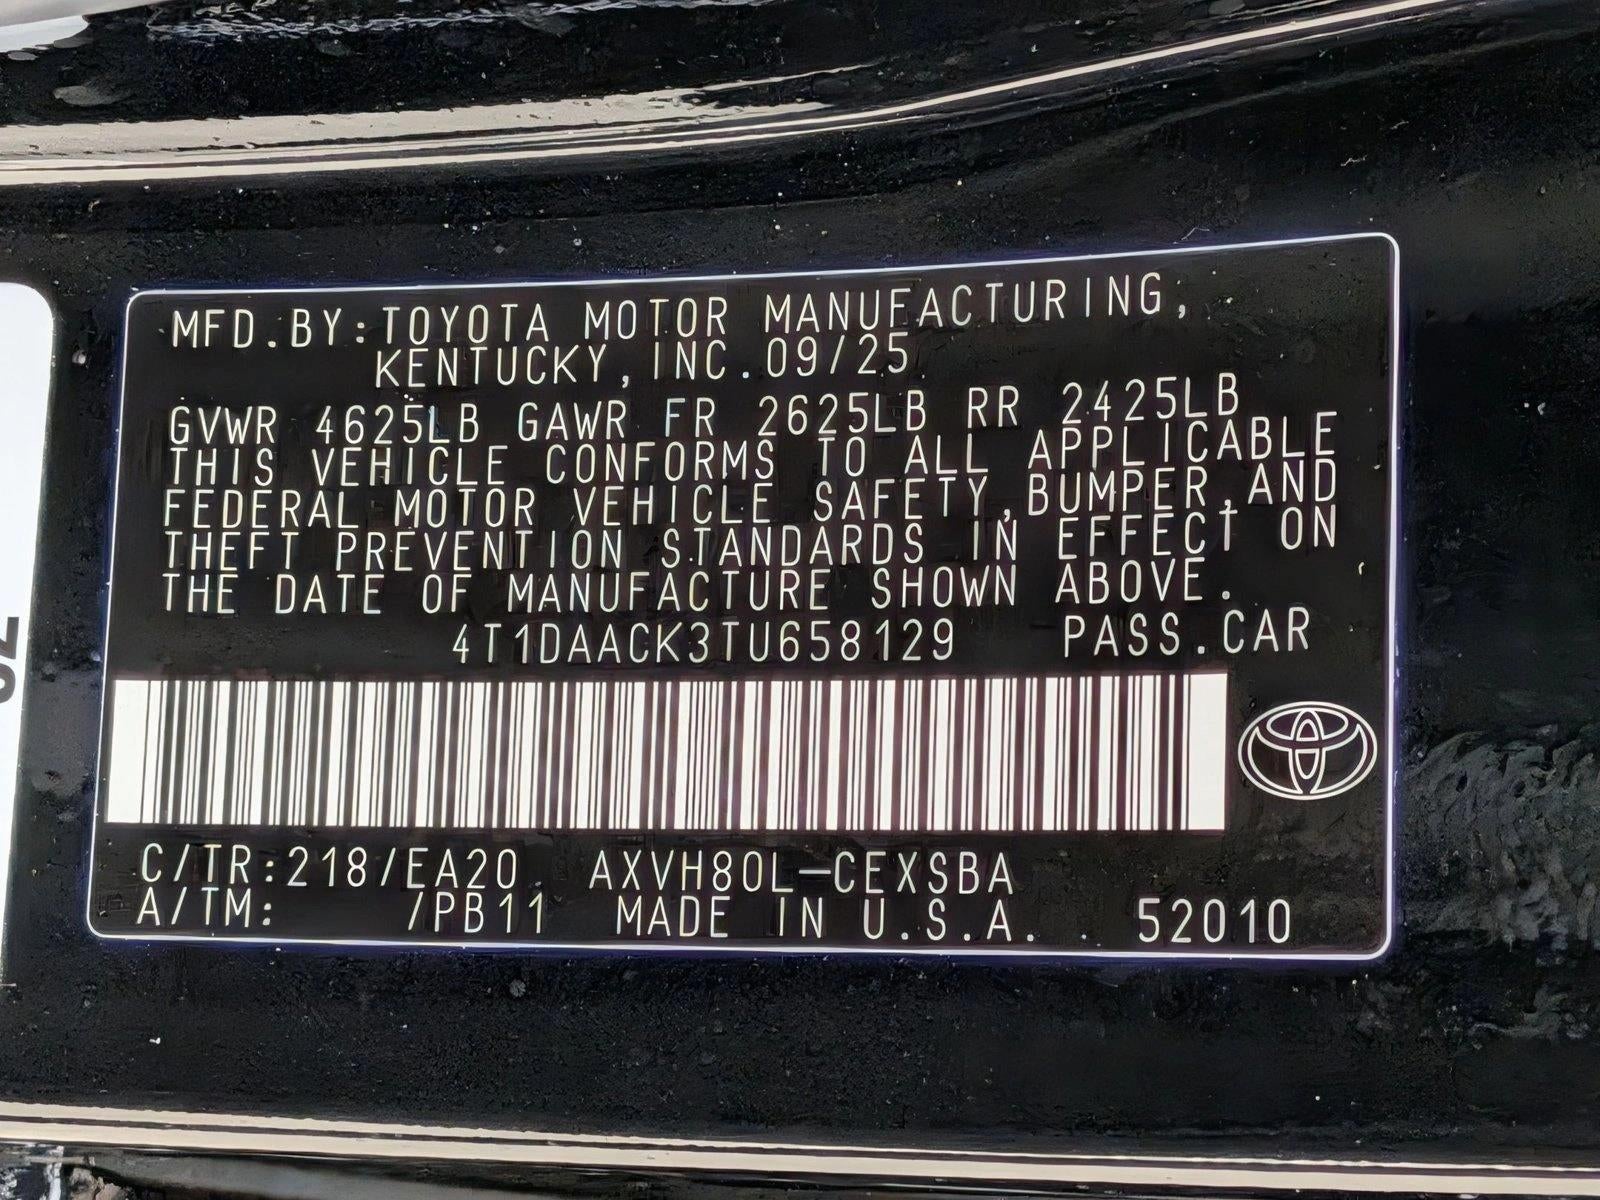 MFD.BY:TOYOTA MOTOR MANUFACTURING,
KENTUCKY, INC.09/25
GVWR 4625LB GAWR FR 2625LB RR 2425LB
THIS VEHICLE CONFORMS TO ALL APPLICABLE
FEDERAL MOTOR VEHICLE SAFETY,BUMPER,AND
THEFT PREVENTION STANDARDS IN EFFECT ON
THE DATE OF MANUFACTURE SHOWN ABOVE.
4T1DAACK3TU658129 PASS.CAR
C/TR:218/EA20 AXVH80L-CEXSBA
A/TM: /PB11 MADE IN U.S.A. 52010